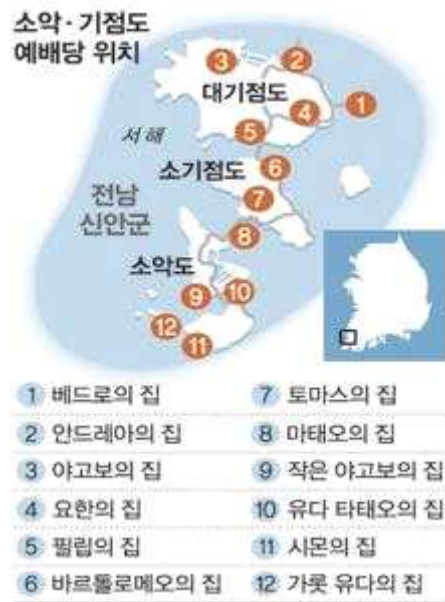 소악·기점도
예배당 위치
3
2
대기점도
1
4
서해
5
소기점도
6
전남
신안군
7
8
소악도
9
10
12
11
1 베드로의 집
7 토마스의 집
2 안드레아의 집
8 마태오의 집
3 야고보의 집
9 작은 야고보의 집
4 요한의 집
10 유다 타태오의 집
5 필립의 집
11 시몬의 집
6 바르톨로메오의 집
12 가롯 유다의 집